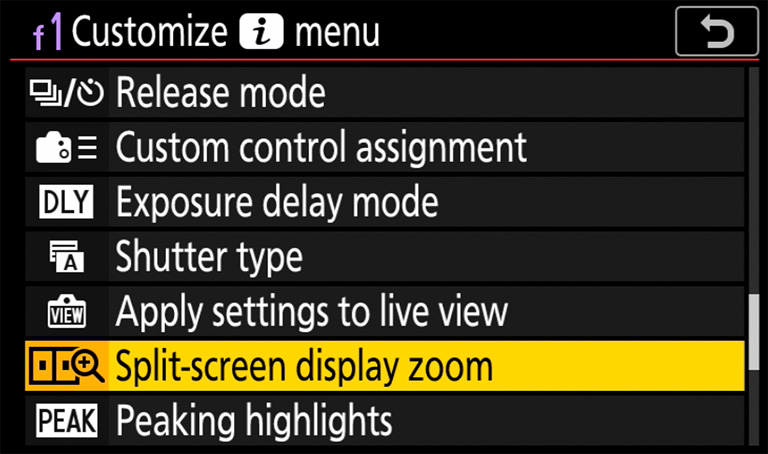 f1 Customize i menu
Release mode
Custom control assignment
DLY Exposure delay mode
A Shutter type
VIEW Apply settings to live view
Split-screen display zoom
PEAK Peaking highlights